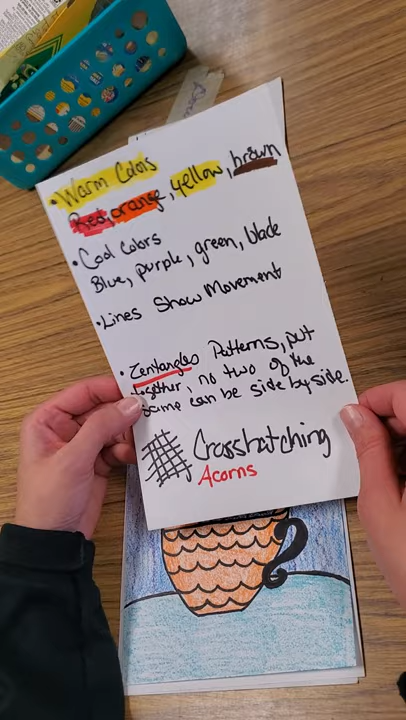 • Warm Colors
Red, orange, yellow, brown
• Cool Colors
Blue, purple, green, black
• Lines Show Movement
• Zentangles Patterns, put
together, no two of the
same can be side by side.
Crosshatching
Acorns